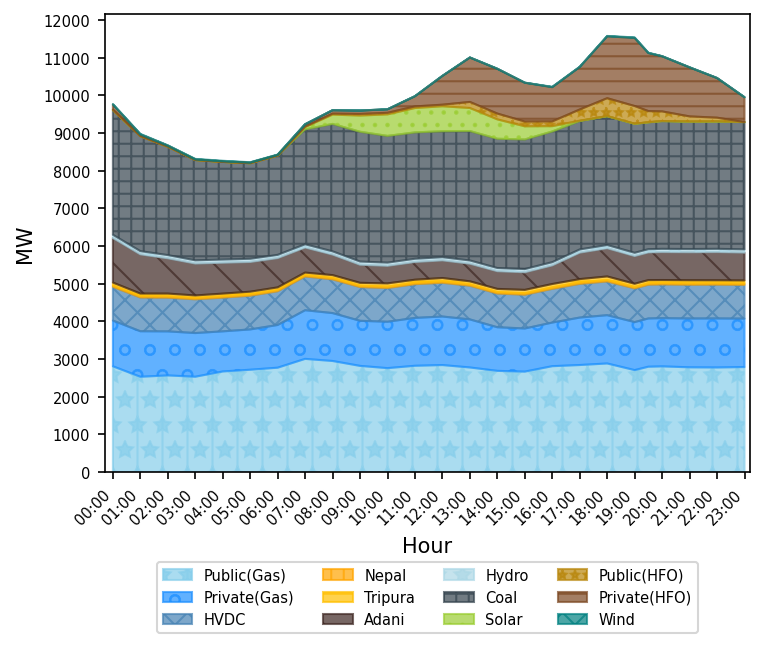 12000
11000
10000
9000
8000
7000
6000
5000
4000
3000
2000
1000
0
MW
00:00 01:00 02:00 03:00 04:00 05:00 06:00 07:00 08:00 09:00 10:00 11:00 12:00 13:00 14:00 15:00 16:00 17:00 18:00 19:00 20:00 21:00 22:00 23:00
Hour
Public(Gas) Nepal Hydro Public(HFO)
Private(Gas) Tripura Coal Private(HFO)
HVDC Adani Solar Wind